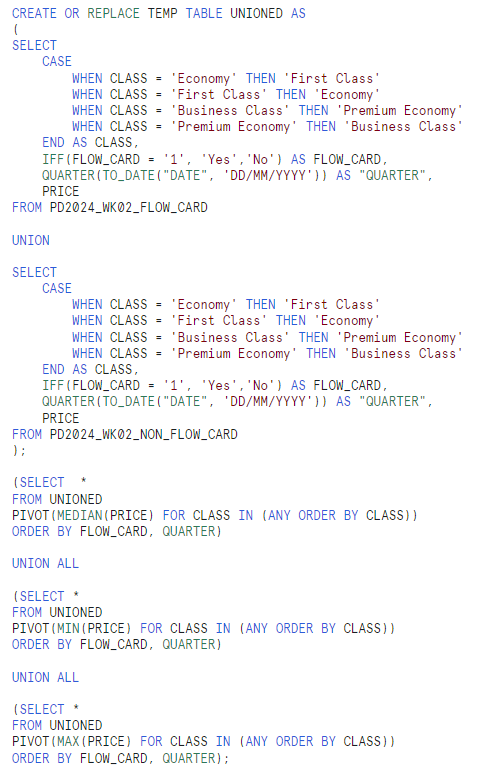 CREATE OR REPLACE TEMP TABLE UNIONED AS
(
SELECT
    CASE
        WHEN CLASS = 'Economy' THEN 'First Class'
        WHEN CLASS = 'First Class' THEN 'Economy'
        WHEN CLASS = 'Business Class' THEN 'Premium Economy'
        WHEN CLASS = 'Premium Economy' THEN 'Business Class'
    END AS CLASS,
    IFF(FLOW_CARD = '1', 'Yes','No') AS FLOW_CARD,
    QUARTER(TO_DATE("DATE", 'DD/MM/YYYY')) AS "QUARTER",
    PRICE
FROM PD2024_WK02_FLOW_CARD

UNION

SELECT
    CASE
        WHEN CLASS = 'Economy' THEN 'First Class'
        WHEN CLASS = 'First Class' THEN 'Economy'
        WHEN CLASS = 'Business Class' THEN 'Premium Economy'
        WHEN CLASS = 'Premium Economy' THEN 'Business Class'
    END AS CLASS,
    IFF(FLOW_CARD = '1', 'Yes','No') AS FLOW_CARD,
    QUARTER(TO_DATE("DATE", 'DD/MM/YYYY')) AS "QUARTER",
    PRICE
FROM PD2024_WK02_NON_FLOW_CARD
);

(SELECT  *
FROM UNIONED
PIVOT(MEDIAN(PRICE) FOR CLASS IN (ANY ORDER BY CLASS))
ORDER BY FLOW_CARD, QUARTER)

UNION ALL

(SELECT *
FROM UNIONED
PIVOT(MIN(PRICE) FOR CLASS IN (ANY ORDER BY CLASS))
ORDER BY FLOW_CARD, QUARTER)

UNION ALL

(SELECT *
FROM UNIONED
PIVOT(MAX(PRICE) FOR CLASS IN (ANY ORDER BY CLASS))
ORDER BY FLOW_CARD, QUARTER);